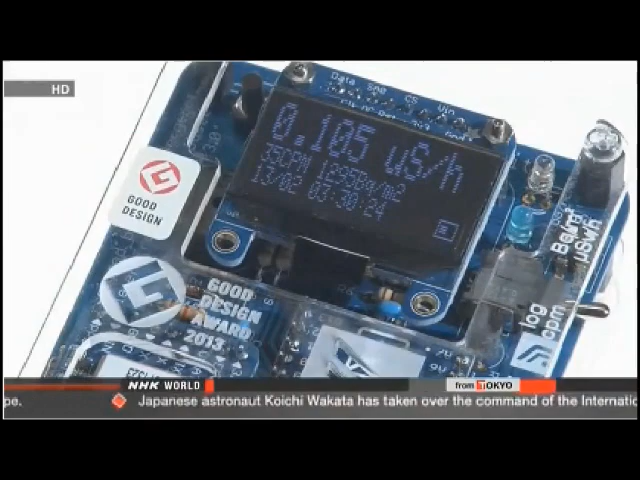 HD
Data
CS
Vin
0.105 uS/h
35CPM 1295Bq/m2
13/02 03:30:24
GOOD
DESIGN
GOOD
DESIGN
AWARD
2013
Bq/m²
µSv/h
log
cpm
NHK WORLD
from TOKYO
pe.
Japanese astronaut Koichi Wakata has taken over the command of the Internatio